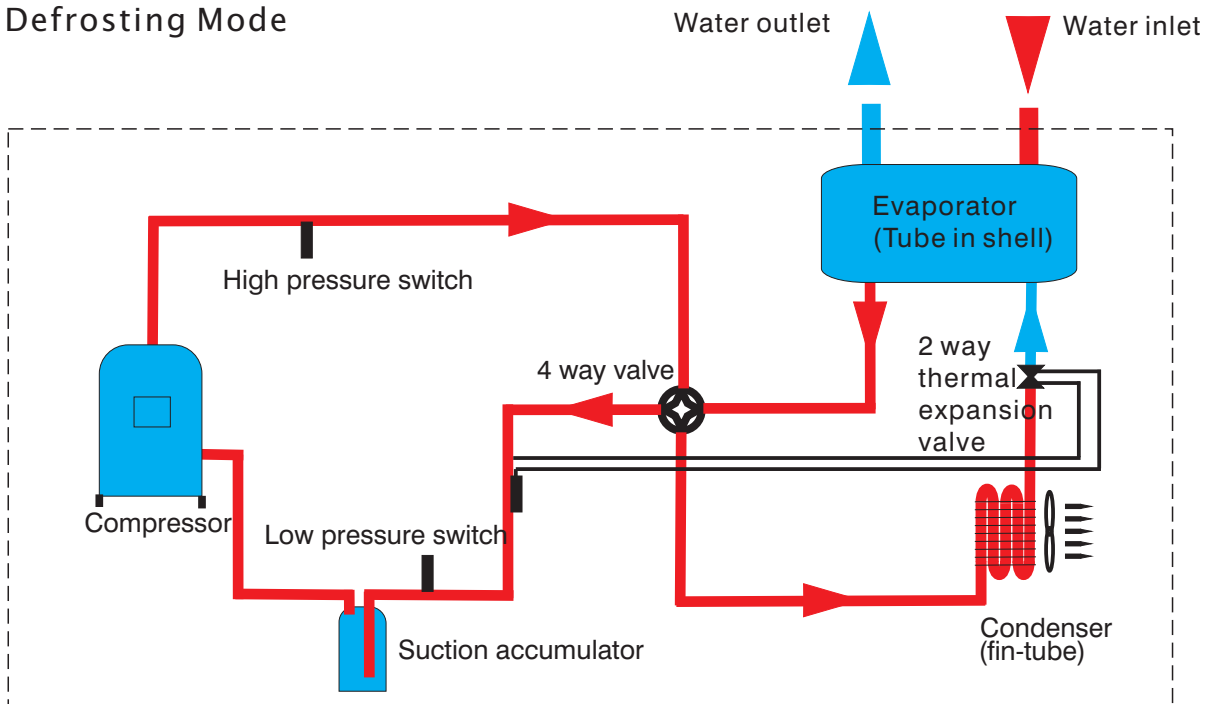 Defrosting Mode
Water outlet
Water inlet
Evaporator
(Tube in shell)
High pressure switch
2 way
thermal
expansion
valve
4 way valve
Compressor
Low pressure switch
Suction accumulator
Condenser
(fin-tube)